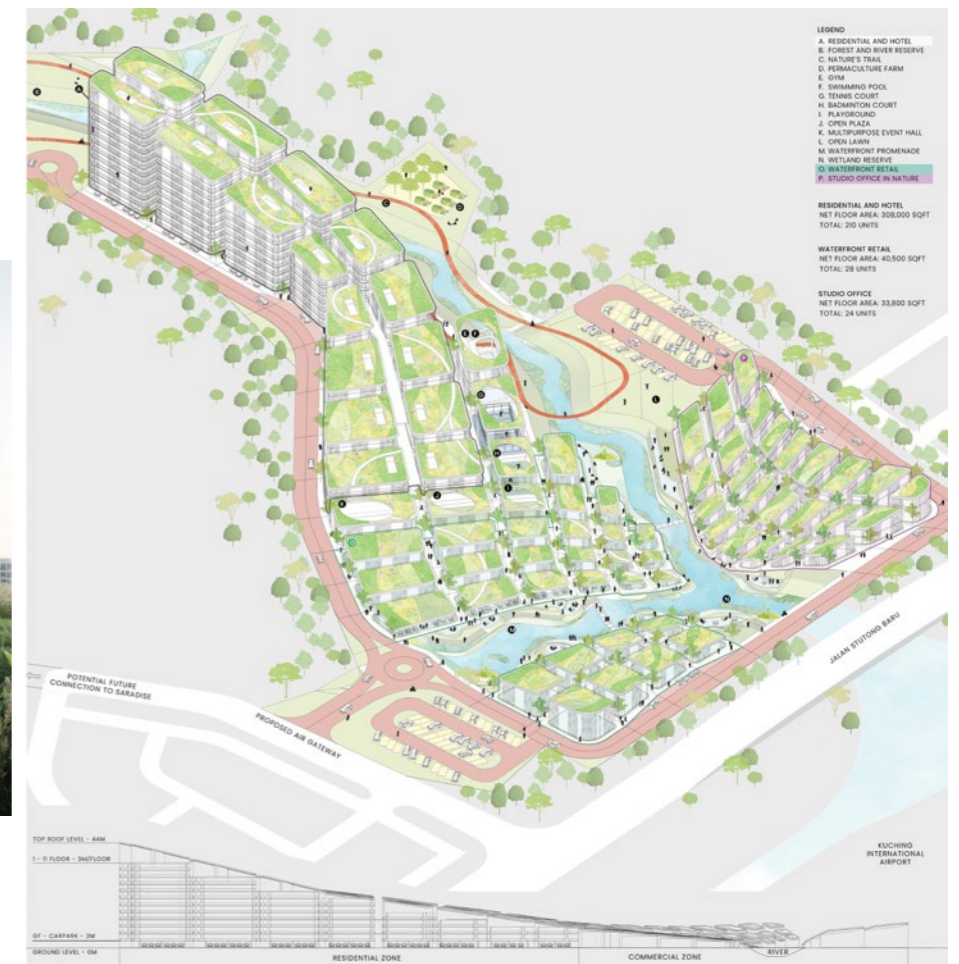 LEGEND
A. RESIDENTIAL AND HOTEL
B. FOREST AND RIVER RESERVE
C. NATURE'S TRAIL
D. PERMACULTURE FARM
E. GYM
F. SWIMMING POOL
G. TENNIS COURT
H. BADMINTON COURT
I. PLAYGROUND
J. OPEN PLAZA
K. MULTIPURPOSE EVENT HALL
L. OPEN LAWN
M. WATERFRONT PROMENADE
N. WETLAND RESERVE
O. WATERFRONT RETAIL
P. STUDIO OFFICE IN NATURE
RESIDENTIAL AND HOTEL
NET FLOOR AREA: 308,000 SQFT
TOTAL: 210 UNITS
WATERFRONT RETAIL
NET FLOOR AREA: 40,500 SQFT
TOTAL: 28 UNITS
STUDIO OFFICE
NET FLOOR AREA: 33,800 SQFT
TOTAL: 24 UNITS
B
A
C
D
E F
G
H
I
J
K
L
M
N
O
P
JALAN STUTONG BARU
POTENTIAL FUTURE
CONNECTION TO SARADISE
PROPOSED AIR GATEWAY
KUCHING
INTERNATIONAL
AIRPORT
TOP ROOF LEVEL - 44M
1 - 11 FLOOR - 3M/FLOOR
GF - CARPARK - 3M
GROUND LEVEL - 0M
RESIDENTIAL ZONE
COMMERCIAL ZONE
RIVER